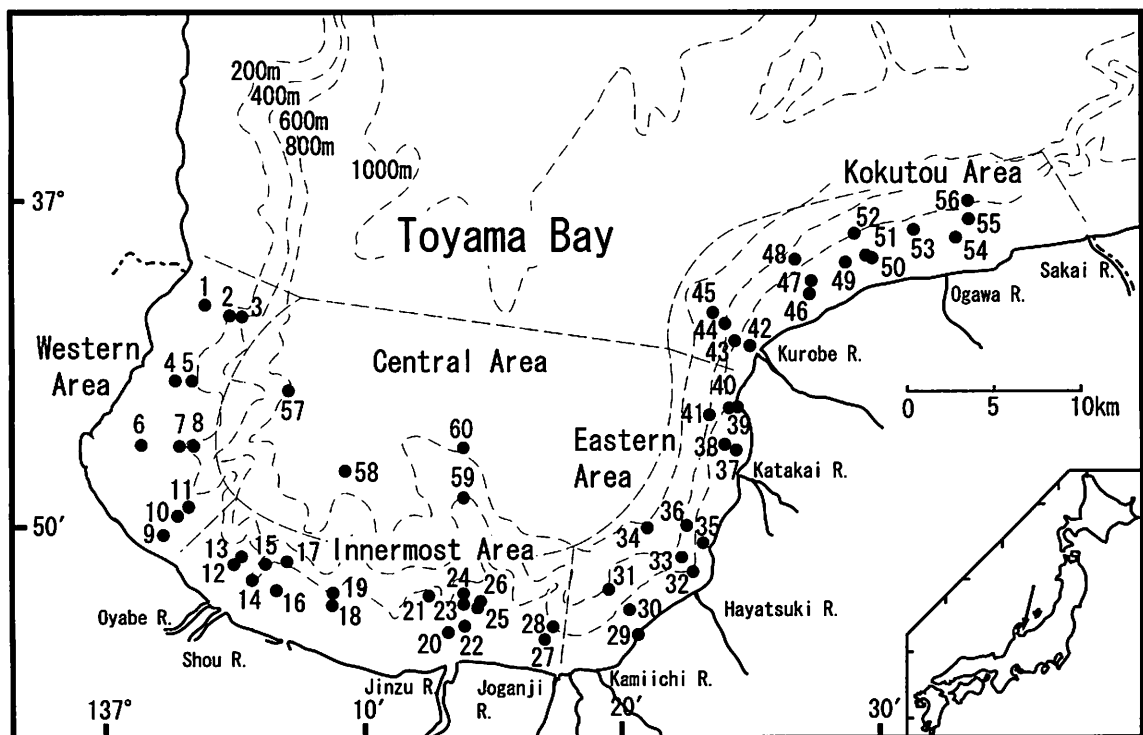 200m
400m
600m
800m
1000m
Kokutou Area
37°
56
55
Toyama Bay
52
51
53
54
48
49
50
Sakai R.
47
46
Ogawa R.
1
2
3
45
44
42
43
Kurobe R.
Western
Area
Central Area
4 5
57
40
41
39
0 5 10km
6
7 8
60
Eastern
Area
38
37
Katakai R.
58
59
11
10
9
50′
36
35
34
13
15
17
Innermost Area
12
33
32
14
16
19
18
24
26
21
23
25
31
30
Hayatsuki R.
Oyabe R.
20
22
28
27
29
Shou R.
Jinzu R.
Joganji
R.
Kamiichi R.
137°
10′
20′
30′